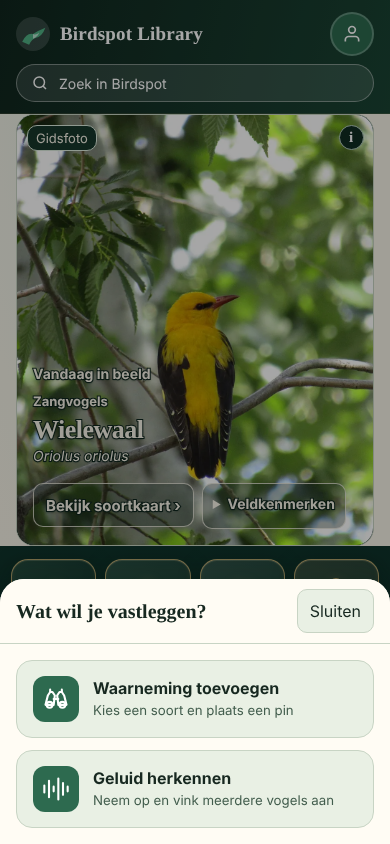 Birdspot Library
Zoek in Birdspot
Gidsfoto
i
Vandaag in beeld
Zangvogels
Wielewaal
Oriolus oriolus
Bekijk soortkaart ›
▸ Veldkenmerken
Wat wil je vastleggen?
Sluiten
Waarneming toevoegen
Kies een soort en plaats een pin
Geluid herkennen
Neem op en vink meerdere vogels aan